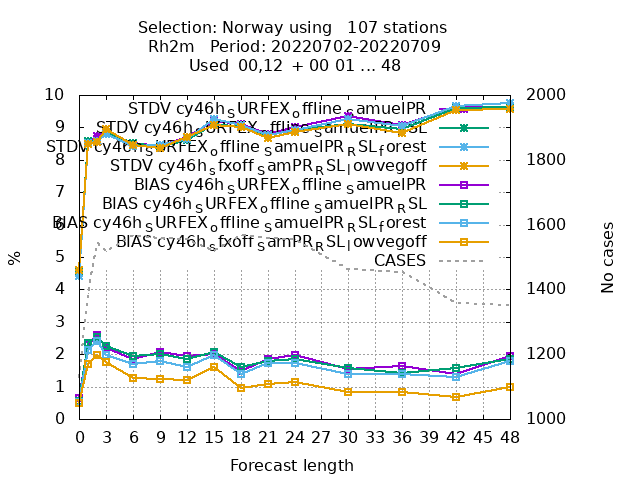 Selection: Norway using 107 stations
Rh2m Period: 20220702-20220709
Used 00,12 + 00 01 ... 48
10 9 8 7 6 5 4 3 2 1 0
%
2000 1800 1600 1400 1200 1000
No cases
STDV cy46h_SURFEX_offline_SamuelPR
STDV cy46h_SURFEX_offline_SamuelPR_RSL
STDV cy46h_SURFEX_offline_SamuelPR_RSL_forest
STDV cy46h_sfxoff_SamPR_RSL_lowvegoff
BIAS cy46h_SURFEX_offline_SamuelPR
BIAS cy46h_SURFEX_offline_SamuelPR_RSL
BIAS cy46h_SURFEX_offline_SamuelPR_RSL_forest
BIAS cy46h_sfxoff_SamPR_RSL_lowvegoff
CASES
0 3 6 9 12 15 18 21 24 27 30 33 36 39 42 45 48
Forecast length